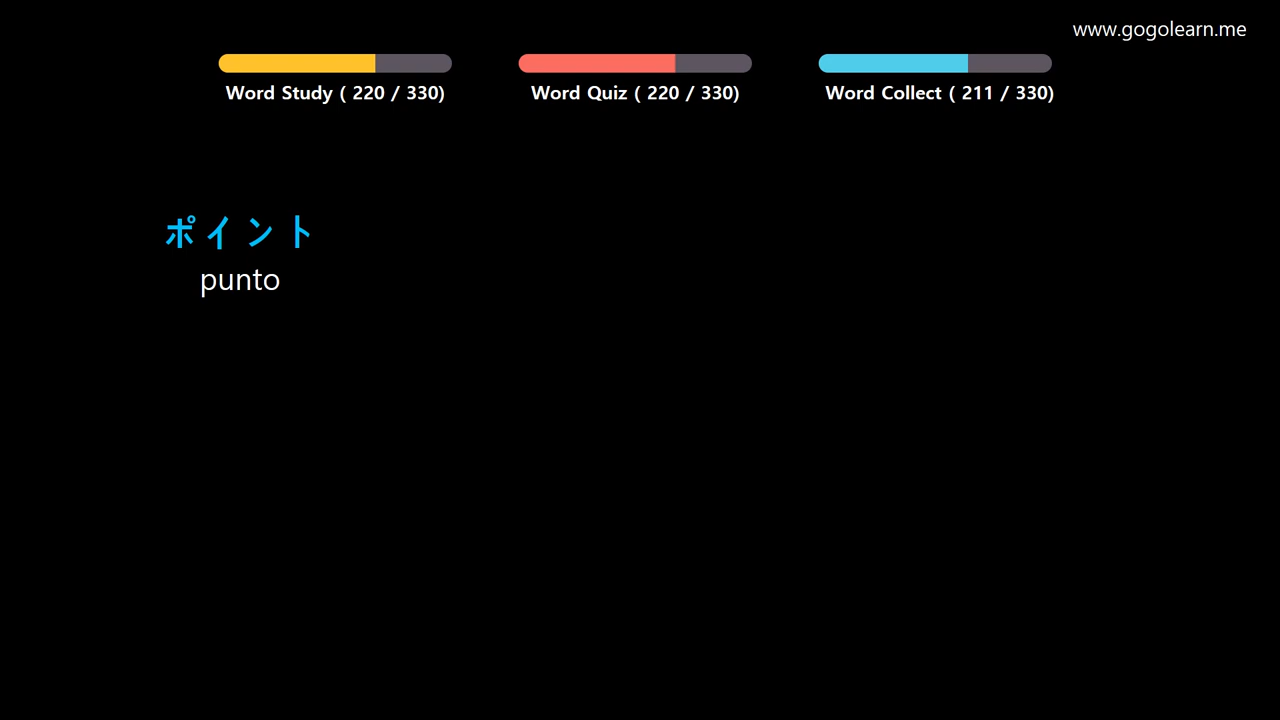 www.gogolearn.me
Word Study ( 220 / 330)
Word Quiz ( 220 / 330)
Word Collect ( 211 / 330)
ポイント
punto